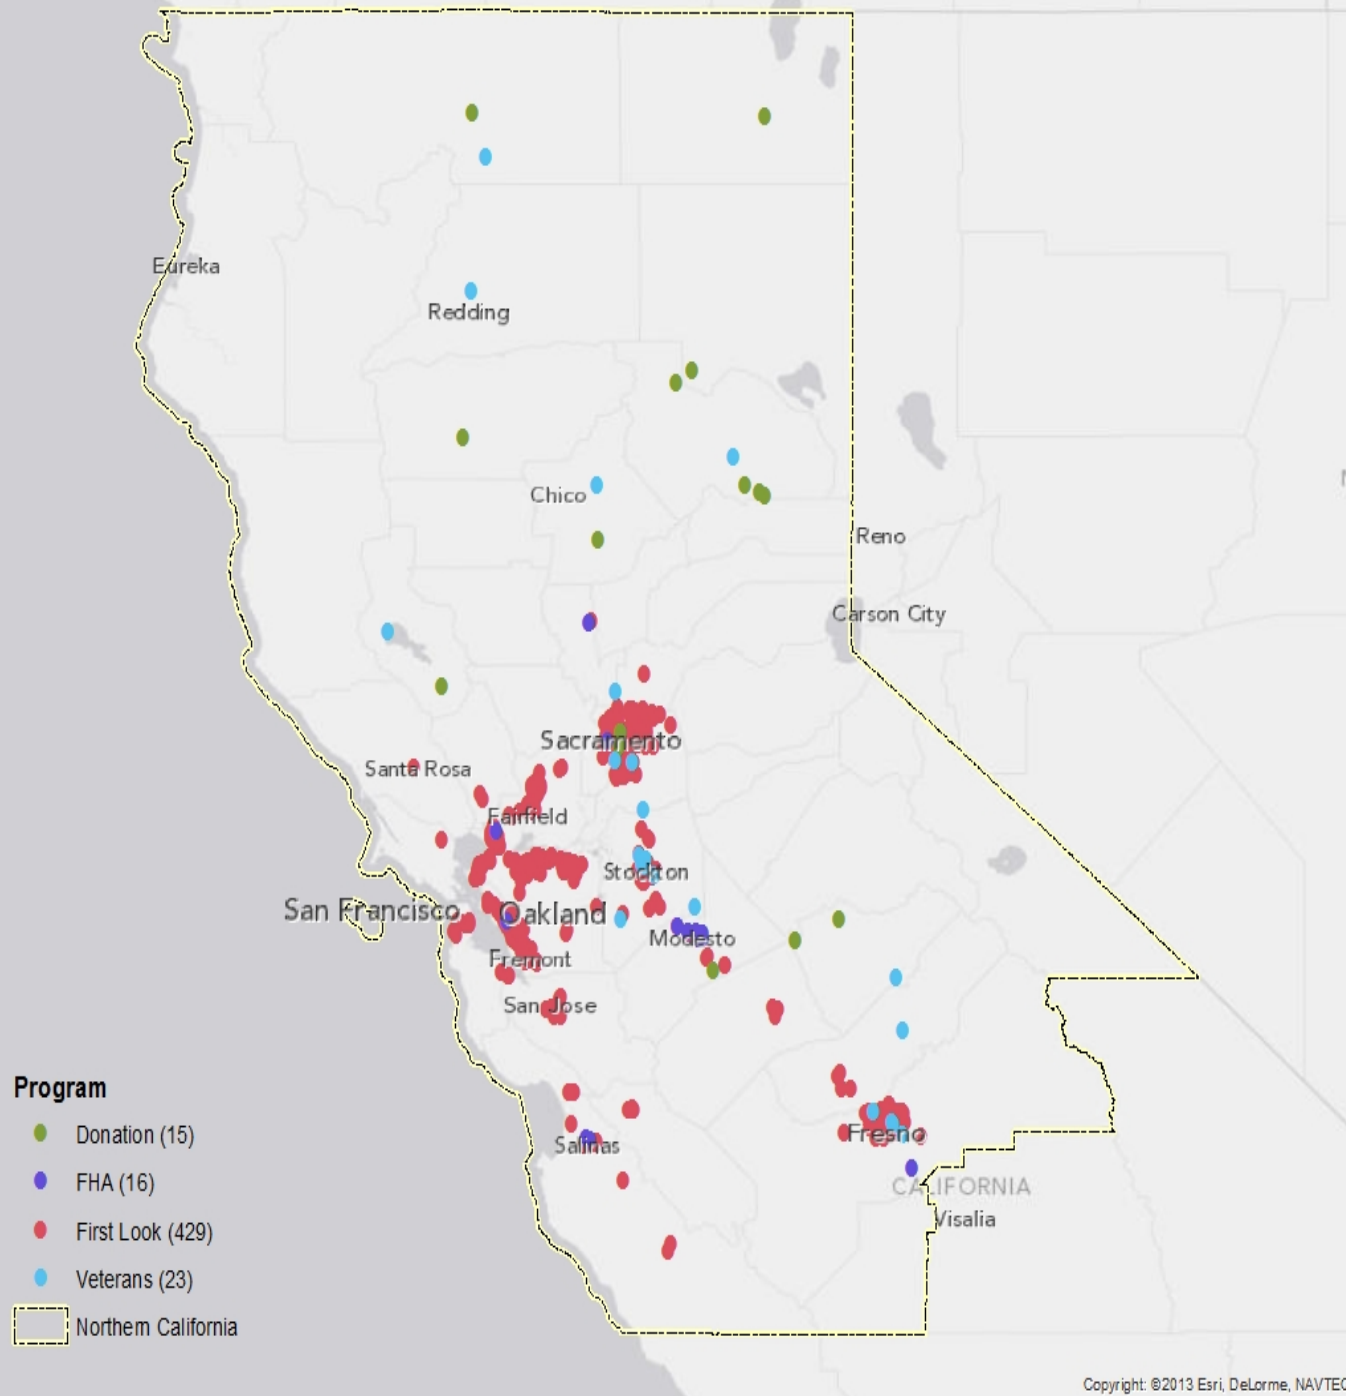 Eureka
Redding
Chico
Reno
Carson City
Sacramento
Santa Rosa
Fairfield
Stockton
San Francisco
Oakland
Modesto
Fremont
San Jose
Salinas
Fresno
CALIFORNIA
Visalia
Program
Donation (15)
FHA (16)
First Look (429)
Veterans (23)
Northern California
Copyright: ©2013 Esri, DeLorme, NAVTEQ